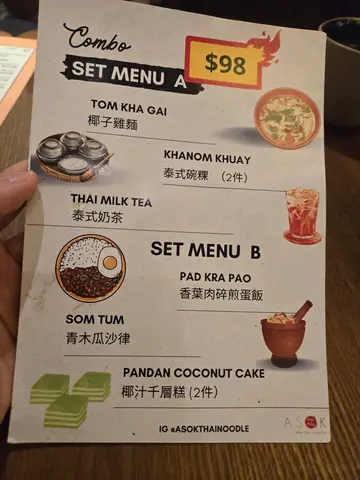 Combo
SET MENU A
$98
TOM KHA GAI
椰子雞麵
KHANOM KHUAY
泰式碗粿 （2件）
THAI MILK TEA
泰式奶茶
SET MENU B
PAD KRA PAO
香葉肉碎煎蛋飯
SOM TUM
青木瓜沙律
PANDAN COCONUT CAKE
椰汁千層糕 (2件）
IG @ASOKTHAINOODLE
ASOK